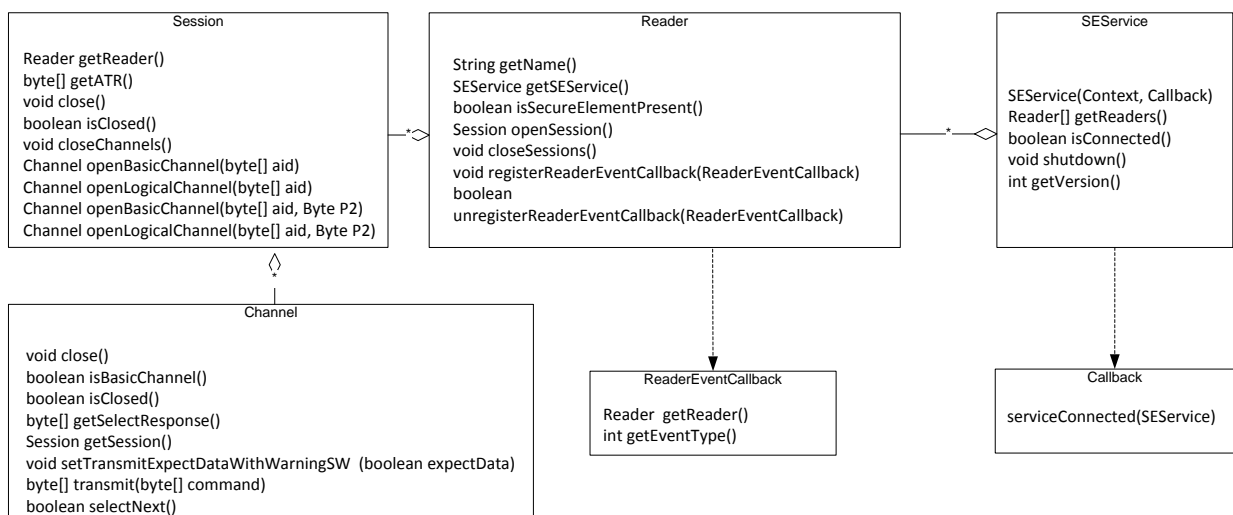 Session
Reader getReader()
byte[] getATR()
void close()
boolean isClosed()
void closeChannels()
Channel openBasicChannel(byte[] aid)
Channel openLogicalChannel(byte[] aid)
Channel openBasicChannel(byte[] aid, Byte P2)
Channel openLogicalChannel(byte[] aid, Byte P2)
*
Reader
String getName()
SEService getSEService()
boolean isSecureElementPresent()
Session openSession()
void closeSessions()
void registerReaderEventCallback(ReaderEventCallback)
boolean
unregisterReaderEventCallback(ReaderEventCallback)
*
SEService
SEService(Context, Callback)
Reader[] getReaders()
boolean isConnected()
void shutdown()
int getVersion()
*
Channel
void close()
boolean isBasicChannel()
boolean isClosed()
byte[] getSelectResponse()
Session getSession()
void setTransmitExpectDataWithWarningSW (boolean expectData)
byte[] transmit(byte[] command)
boolean selectNext()
ReaderEventCallback
Reader getReader()
int getEventType()
Callback
serviceConnected(SEService)